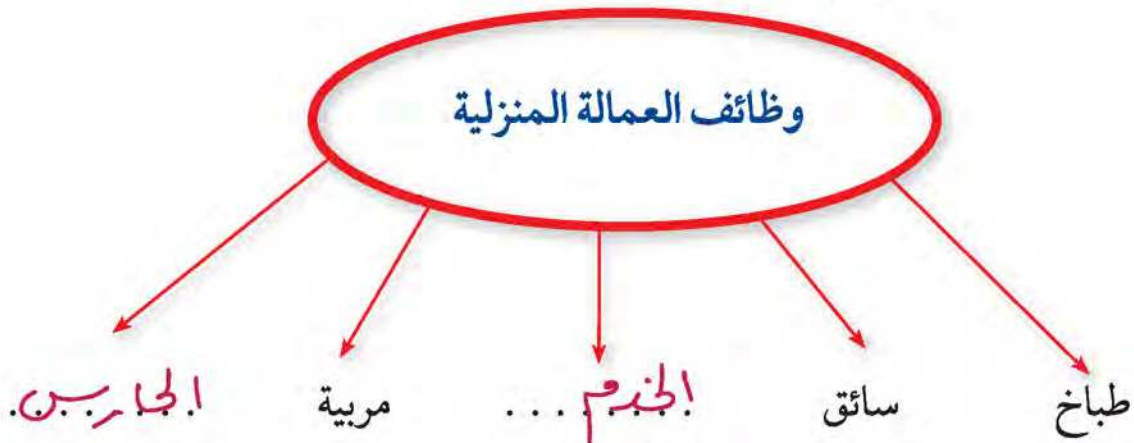 وظائف العمالة المنزلية
طباخ سائق الخدم . . . . . . . مربية الحارس . . . . . . .